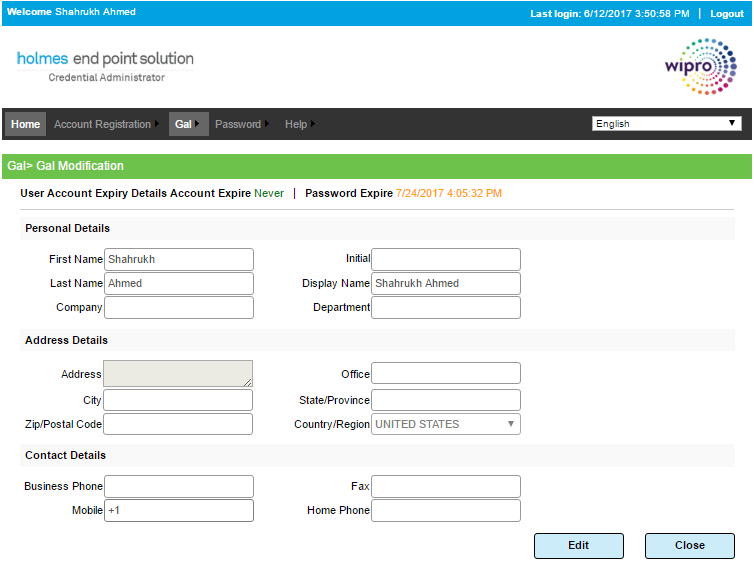 Welcome Shahrukh Ahmed Last login: 6/12/2017 3:50:58 PM | Logout
holmes end point solution
Credential Administrator
wipro
Home Account Registration Gal Password Help English
Gal> Gal Modification
User Account Expiry Details Account Expire Never | Password Expire 7/24/2017 4:05:32 PM
Personal Details
First Name Shahrukh Initial
Last Name Ahmed Display Name Shahrukh Ahmed
Company Department
Address Details
Address Office
City State/Province
Zip/Postal Code Country/Region UNITED STATES
Contact Details
Business Phone Fax
Mobile +1 Home Phone
Edit Close